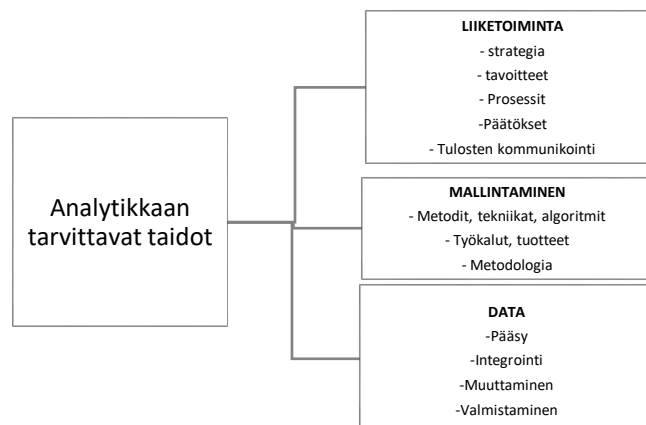 Analytikkaan
tarvittavat taidot
LIIKETOIMINTA
- strategia
- tavoitteet
- Prosessit
-Päätökset
- Tulosten kommunikointi
MALLINTAMINEN
- Metodit, tekniikat, algoritmit
- Työkalut, tuotteet
- Metodologia
DATA
-Pääsy
-Integrointi
-Muuttaminen
-Valmistaminen